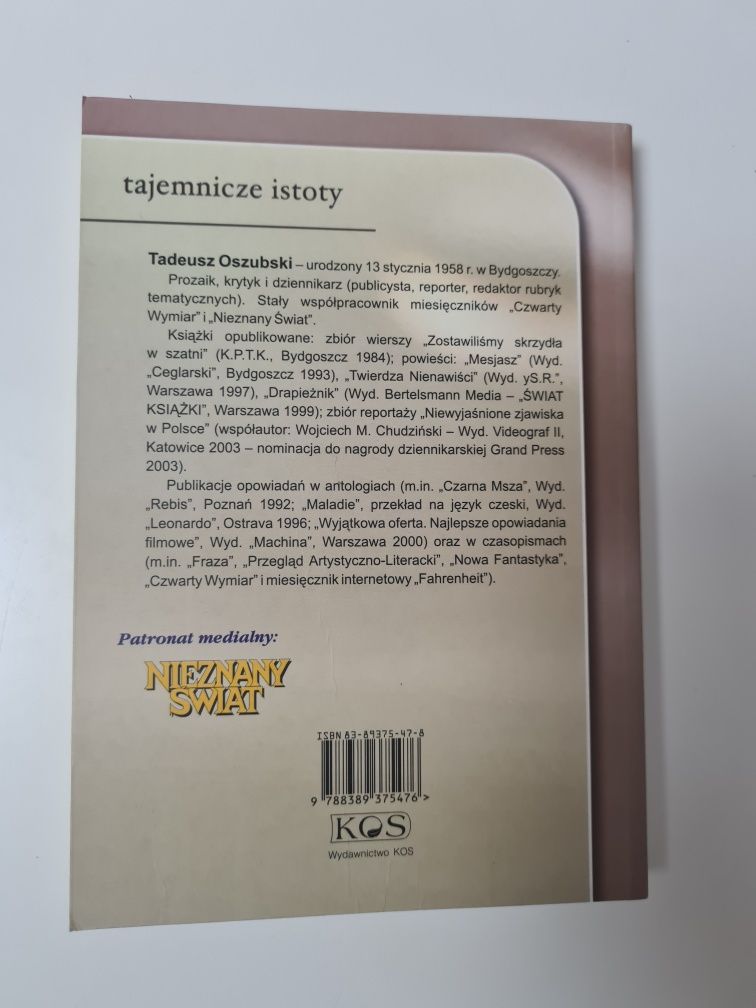 tajemnicze istoty
Tadeusz Oszubski – urodzony 13 stycznia 1958 r. w Bydgoszczy.
Prozaik, krytyk i dziennikarz (publicysta, reporter, redaktor rubryk
tematycznych). Stały współpracownik miesięczników „Czwarty
Wymiar” i „Nieznany Świat”.
Książki opublikowane: zbiór wierszy „Zostawiliśmy skrzydła
w szatni” (K.P.T.K., Bydgoszcz 1984); powieści: „Mesjasz” (Wyd.
„Ceglarski”, Bydgoszcz 1993), „Twierdza Nienawiści” (Wyd. yS.R.”,
Warszawa 1997), „Drapieżnik” (Wyd. Bertelsmann Media – „ŚWIAT
KSIĄŻKI”, Warszawa 1999); zbiór reportaży „Niewyjaśnione zjawiska
w Polsce” (współautor: Wojciech M. Chudziński – Wyd. Videograf II,
Katowice 2003 – nominacja do nagrody dziennikarskiej Grand Press
2003).
Publikacje opowiadań w antologiach (m.in. „Czarna Msza”, Wyd.
„Rebis”, Poznań 1992; „Maladie”, przekład na język czeski, Wyd.
„Leonardo”, Ostrava 1996; „Wyjątkowa oferta. Najlepsze opowiadania
filmowe”, Wyd. „Machina”, Warszawa 2000) oraz w czasopismach
(m.in. „Fraza”, „Przegląd Artystyczno-Literacki”, „Nowa Fantastyka”,
„Czwarty Wymiar” i miesięcznik internetowy „Fahrenheit”).
Patronat medialny:
NIEZNANY
ŚWIAT
ISBN 83-89375-47-8
9 788389 375476 >
KOS
Wydawnictwo KOS